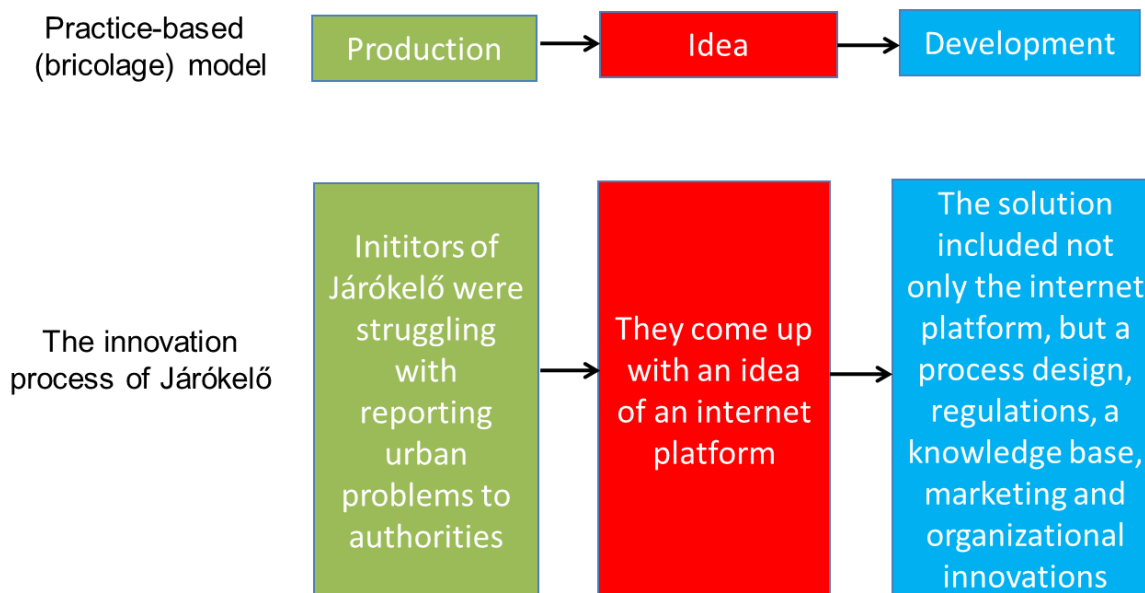 Practice-based
(bricolage) model
Production
Idea
Development
The innovation
process of Járókelő
Inititors of
Járókelő were
struggling
with
reporting
urban
problems to
authorities
They come up
with an idea
of an internet
platform
The solution
included not
only the internet
platform, but a
process design,
regulations, a
knowledge base,
marketing and
organizational
innovations